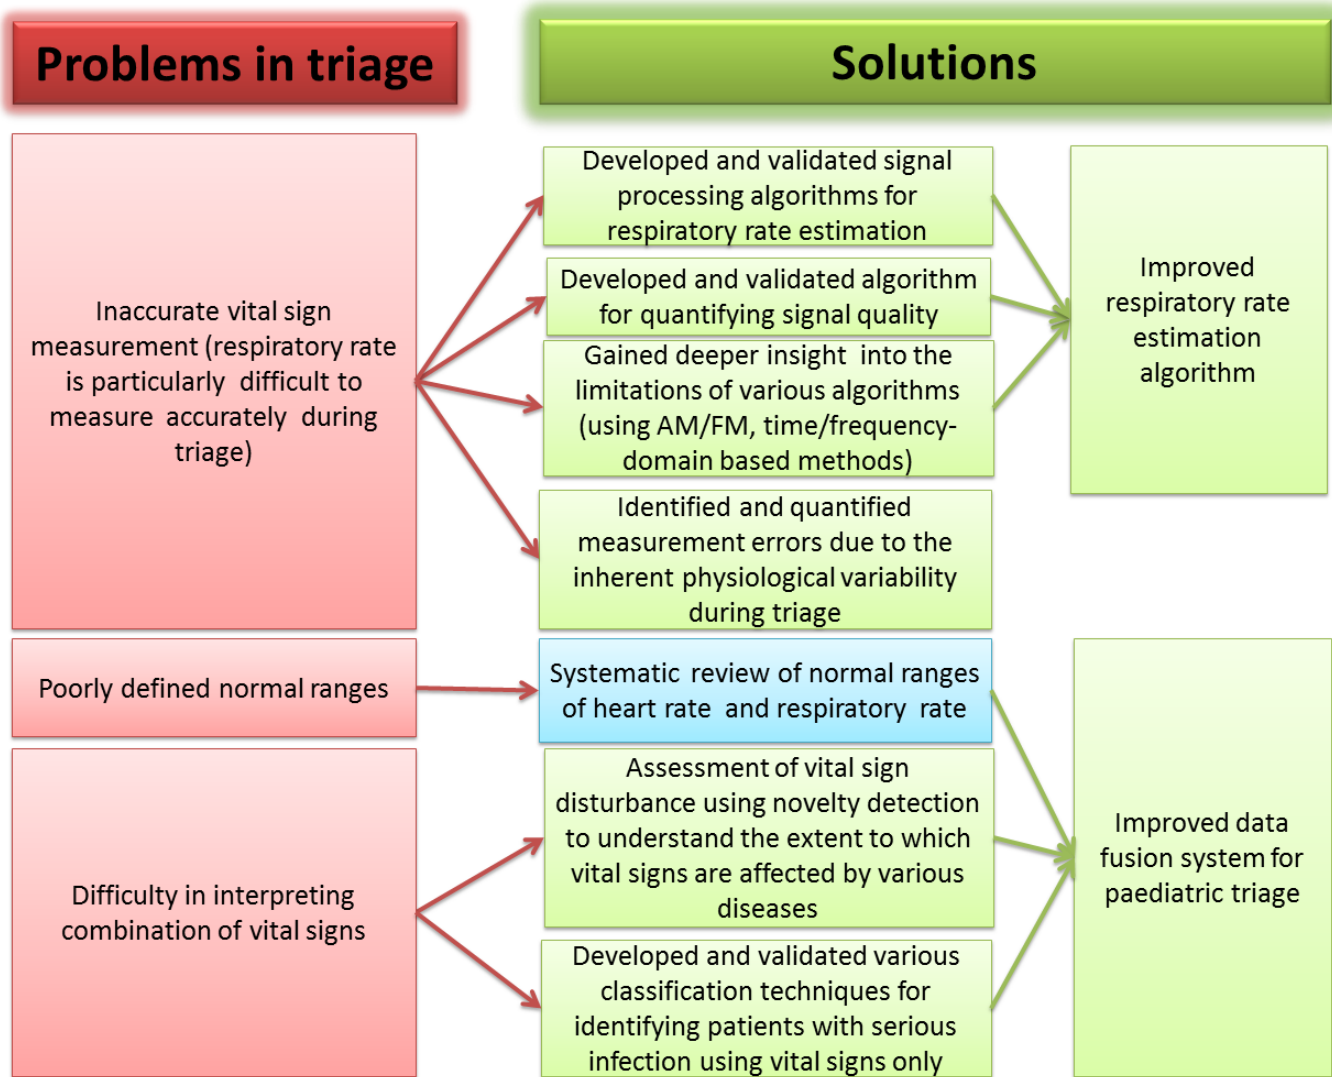 Problems in triage
Solutions
Inaccurate vital sign
measurement (respiratory rate
is particularly difficult to
measure accurately during
triage)
Developed and validated signal
processing algorithms for
respiratory rate estimation
Developed and validated algorithm
for quantifying signal quality
Gained deeper insight into the
limitations of various algorithms
(using AM/FM, time/frequency-
domain based methods)
Identified and quantified
measurement errors due to the
inherent physiological variability
during triage
Improved
respiratory rate
estimation
algorithm
Poorly defined normal ranges
Systematic review of normal ranges
of heart rate and respiratory rate
Difficulty in interpreting
combination of vital signs
Assessment of vital sign
disturbance using novelty detection
to understand the extent to which
vital signs are affected by various
diseases
Developed and validated various
classification techniques for
identifying patients with serious
infection using vital signs only
Improved data
fusion system for
paediatric triage